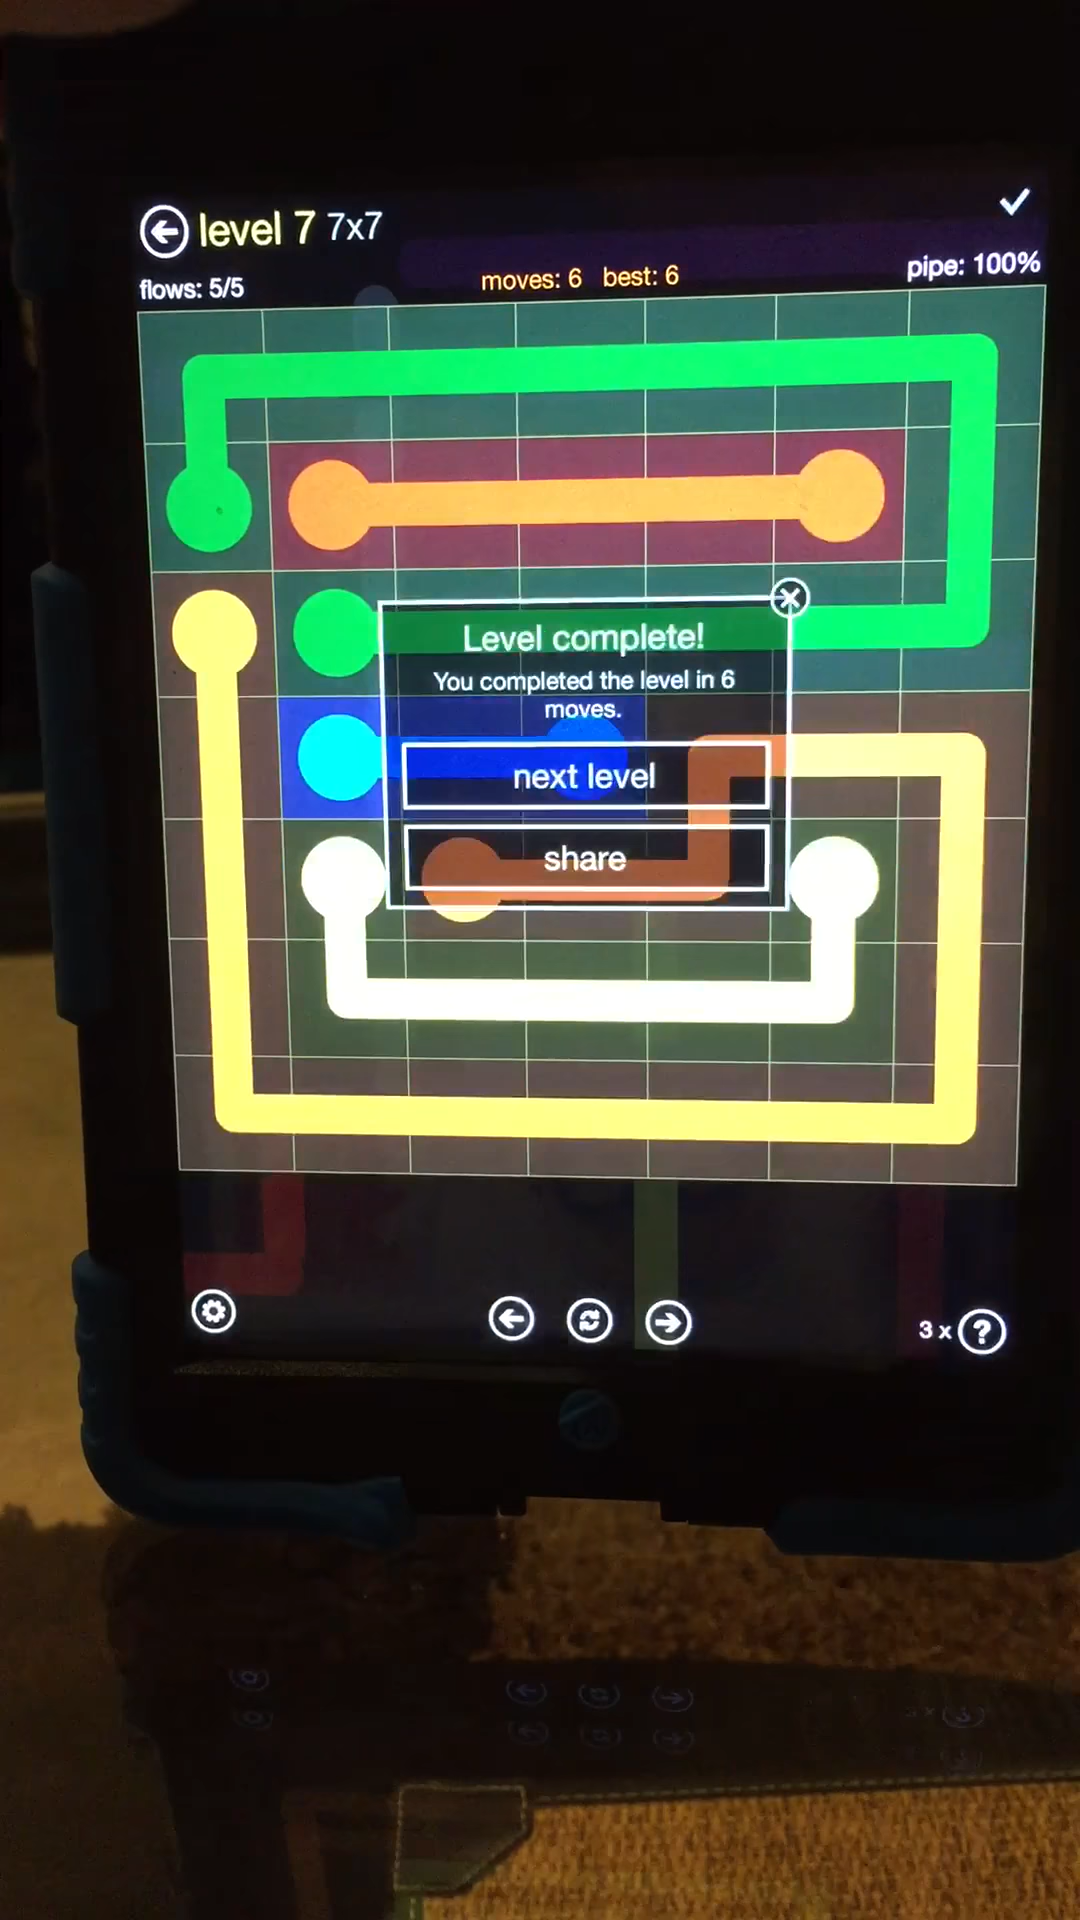 level 7 7x7
flows: 5/5 moves: 6 best: 6 pipe: 100%
Level complete!
You completed the level in 6
moves.
next level
share
3 x ?